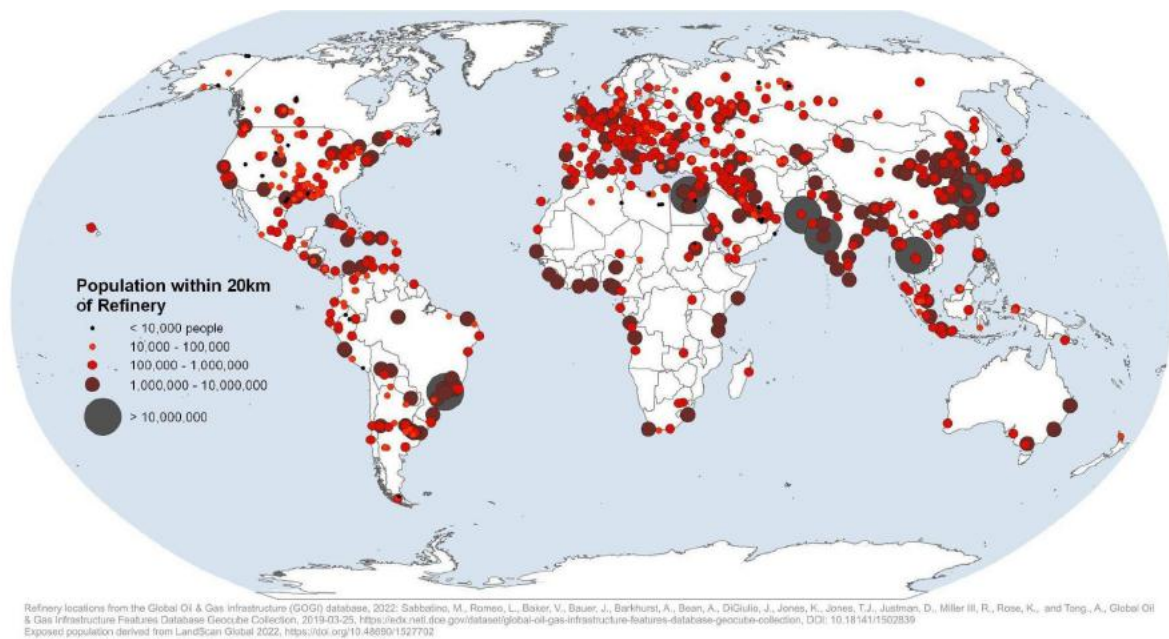 Population within 20km
of Refinery
< 10,000 people
10,000 - 100,000
100,000 - 1,000,000
1,000,000 - 10,000,000
> 10,000,000
Refinery locations from the Global Oil & Gas Infrastructure (GOGI) database, 2022: Sabbatino, M., Romeo, L., Baker, V., Bauer, J., Barkhurst, A., Bean, A., DiGiulio, J., Jones, K., Jones, T.J., Justman, D., Miller III, R., Rose, K., and Tong., A., Global Oil
& Gas Infrastructure Features Database Geocube Collection, 2019-03-25, https://edx.netl.doe.gov/dataset/global-oil-gas-infrastructure-features-database-geocube-collection, DOI: 10.18141/1502839
Exposed population derived from LandScan Global 2022, https://doi.org/10.48690/1527702